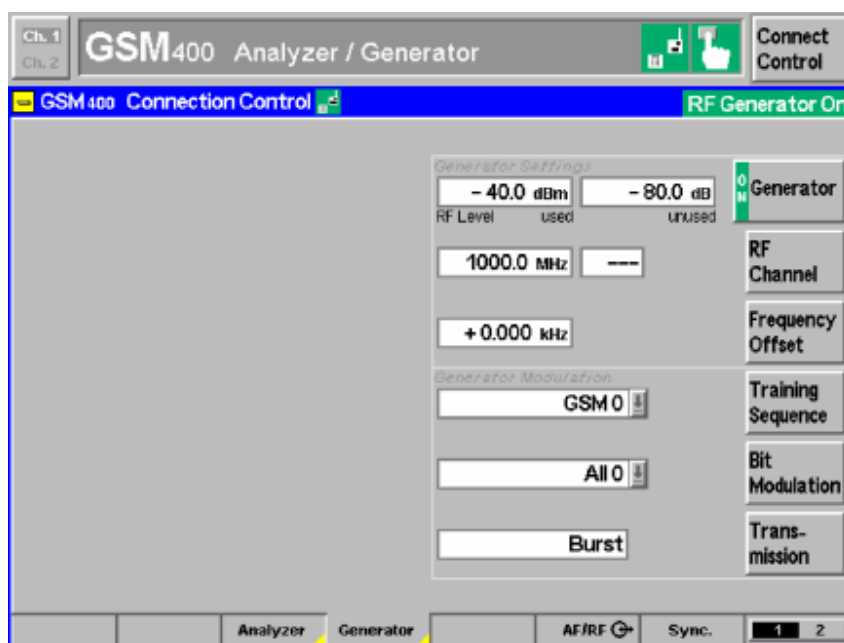 Ch. 1
Ch. 2
GSM400 Analyzer / Generator
Connect
Control
GSM400 Connection Control
RF Generator On
Generator Settings
- 40.0 dBm
- 80.0 dB
RF Level used
unused
ON
Generator
1000.0 MHz
---
RF
Channel
+ 0.000 kHz
Frequency
Offset
Generator Modulation
GSM 0
Training
Sequence
All 0
Bit
Modulation
Burst
Trans-
mission
Analyzer
Generator
AF/RF
Sync.
1 2